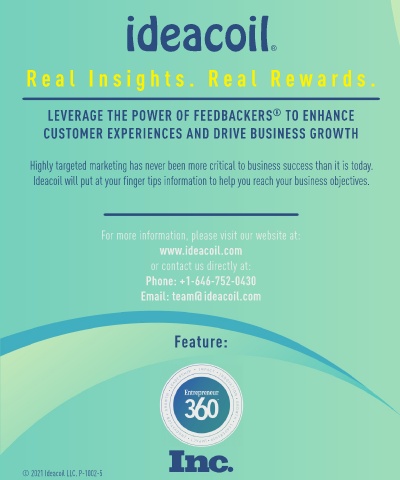 ideacoil®
Real Insights. Real Rewards.
LEVERAGE THE POWER OF FEEDBACKERS® TO ENHANCE
CUSTOMER EXPERIENCES AND DRIVE BUSINESS GROWTH
Highly targeted marketing has never been more critical to business success than it is today.
Ideacoil will put at your finger tips information to help you reach your business objectives.
For more information, please visit our website at:
www.ideacoil.com
or contact us directly at:
Phone: +1-646-752-0430
Email: team@ideacoil.com
Feature:
Entrepreneur
360
Inc.
© 2021 Ideacoil LLC. P-1002-5